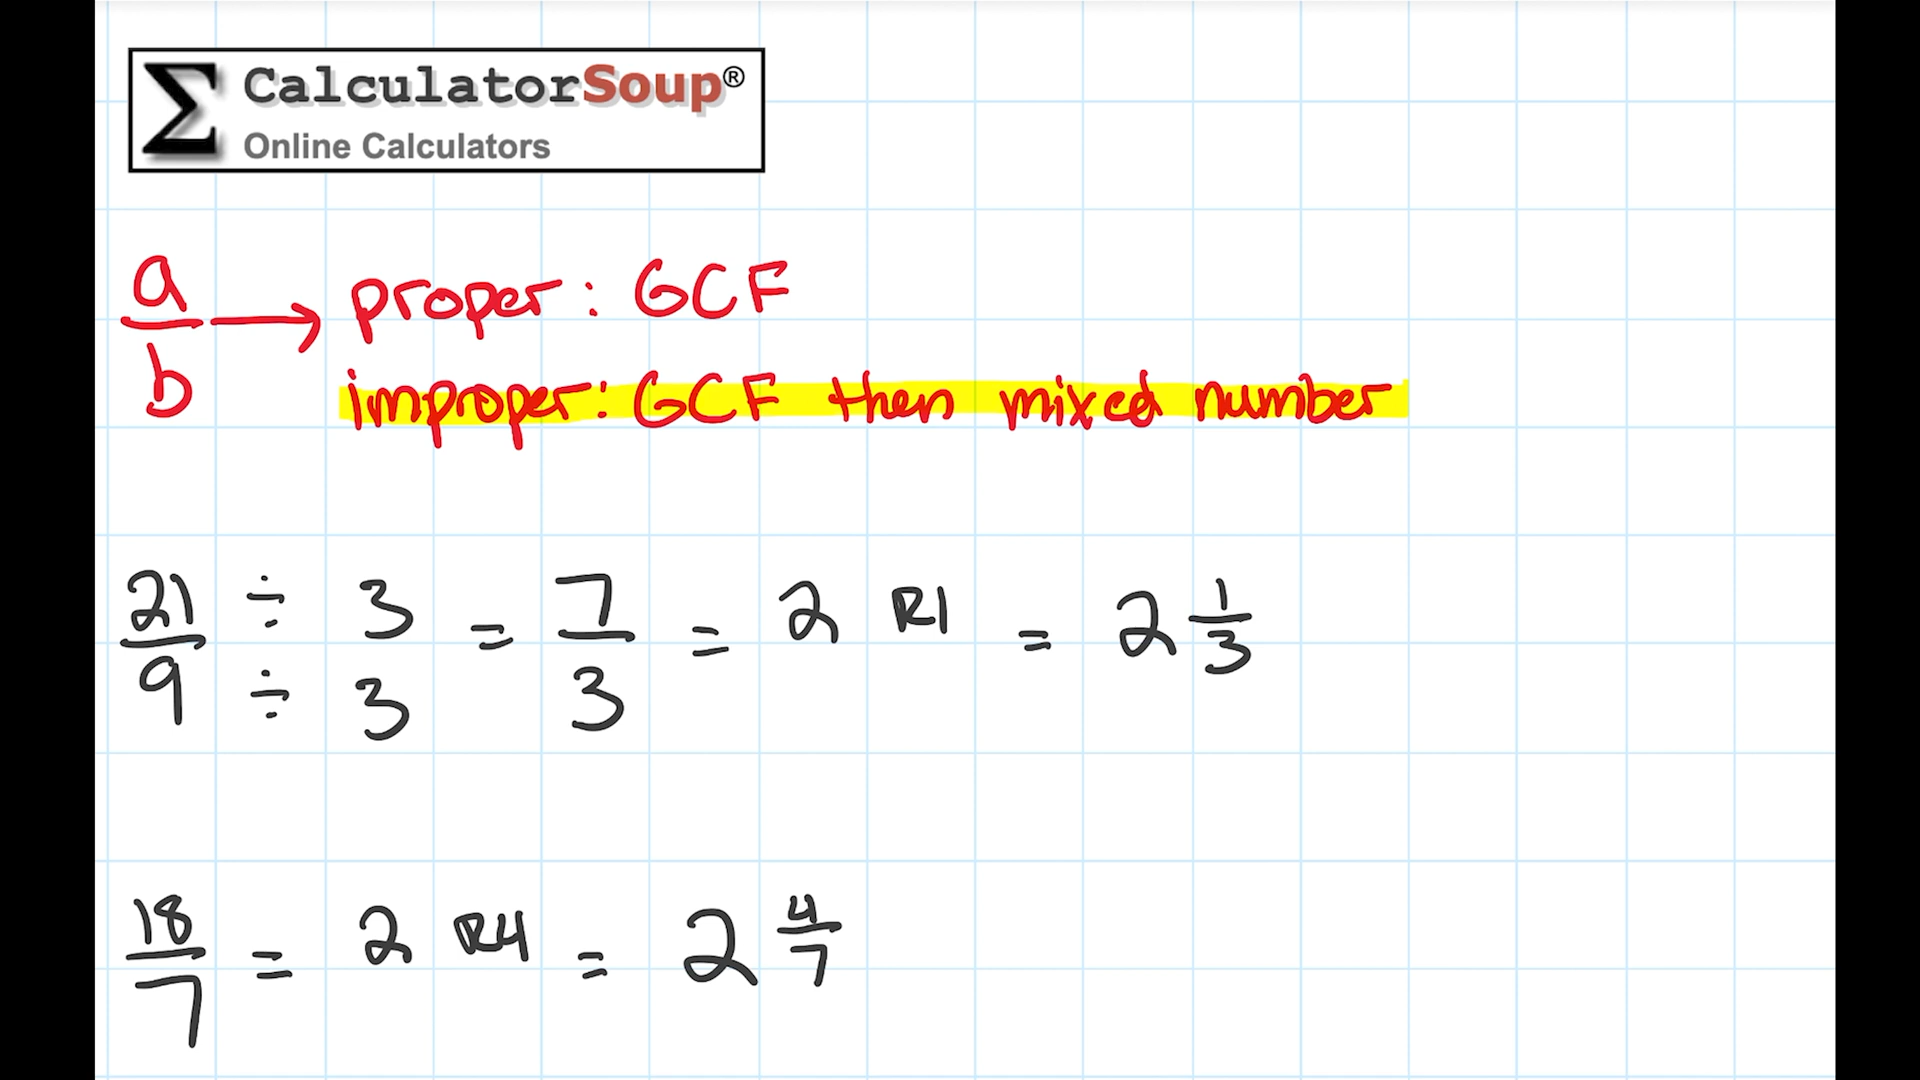 CalculatorSoup®
Online Calculators
a/b → proper: GCF
improper: GCF then mixed number
21/9 ÷ 3/÷ 3 = 7/3 = 2 R1 = 2 1/3
18/7 = 2 R4 = 2 4/7